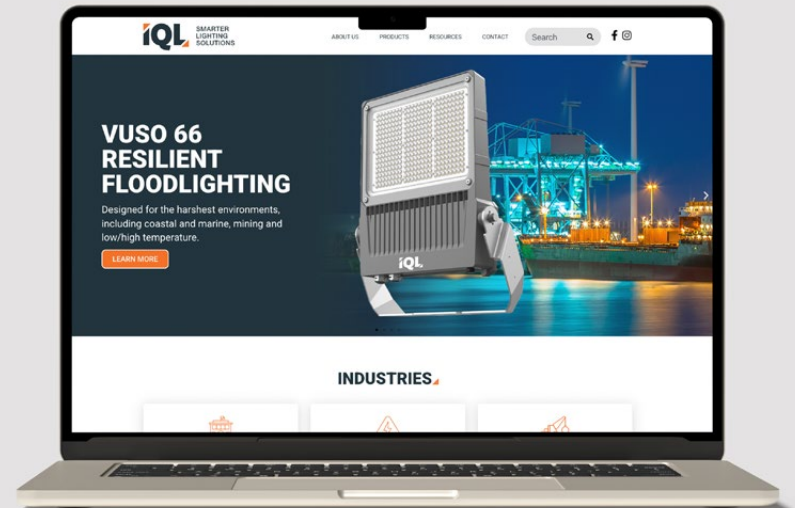 iQL
SMARTER
LIGHTING
SOLUTIONS
ABOUT US PRODUCTS RESOURCES CONTACT Search
VUSO 66
RESILIENT
FLOODLIGHTING
Designed for the harshest environments,
including coastal and marine, mining and
low/high temperature.
LEARN MORE
iQL
INDUSTRIES